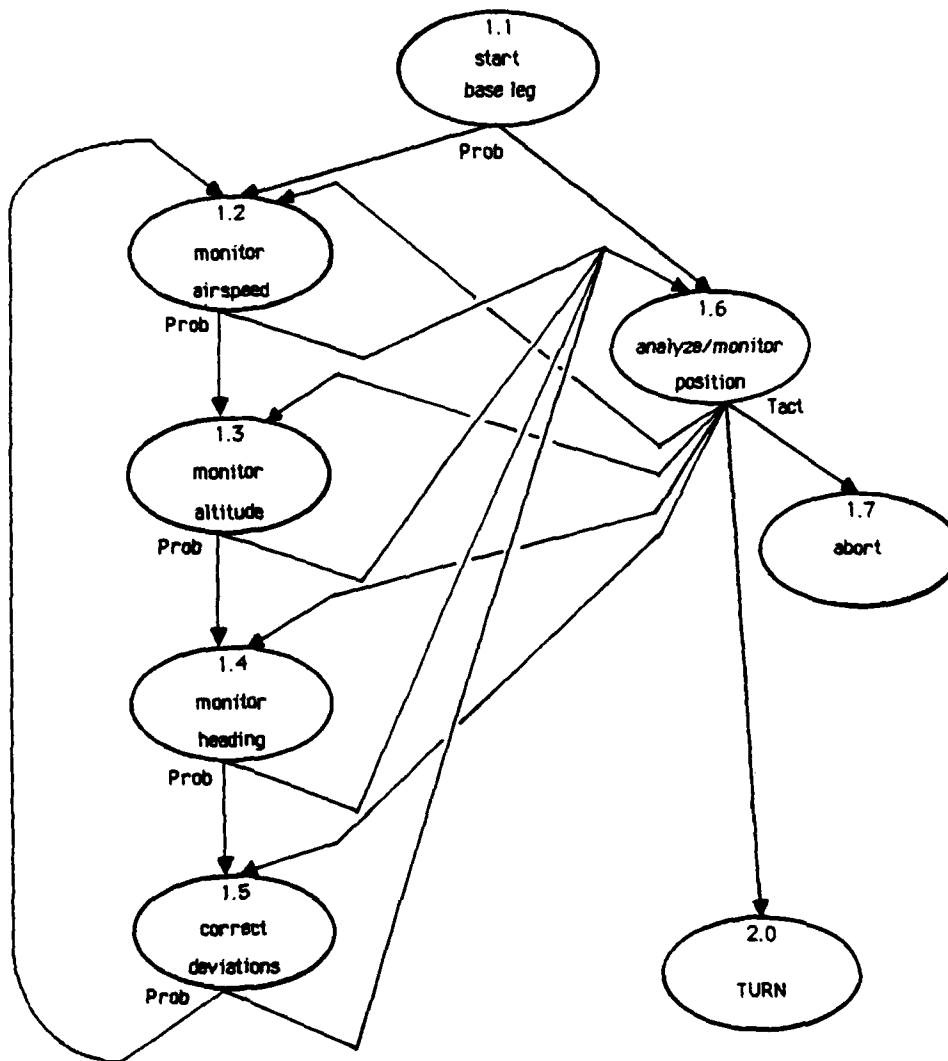 1.1
start
base leg
Prob
1.2
monitor
airspeed
Prob
1.6
analyze/monitor
position
Tact
1.3
monitor
altitude
Prob
1.7
abort
1.4
monitor
heading
Prob
1.5
correct
deviations
Prob
2.0
TURN